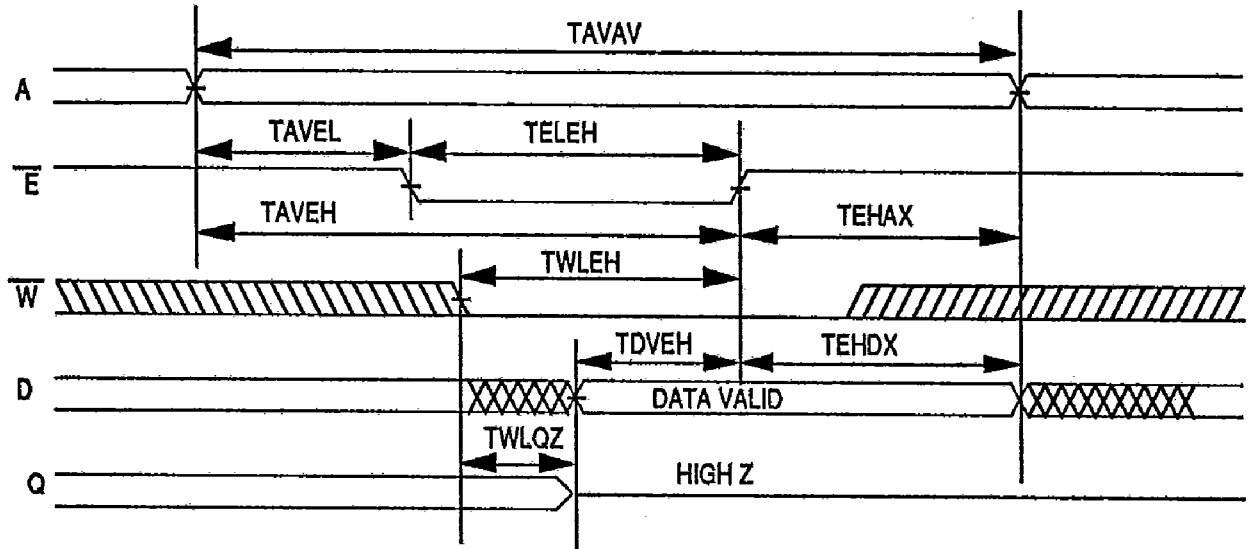 TAVAV
A
TAVEL TELEH
E
TAVEH TEHAX
TWLEH
W
TDVEH TEHDX
D DATA VALID
TWLQZ
Q HIGH Z